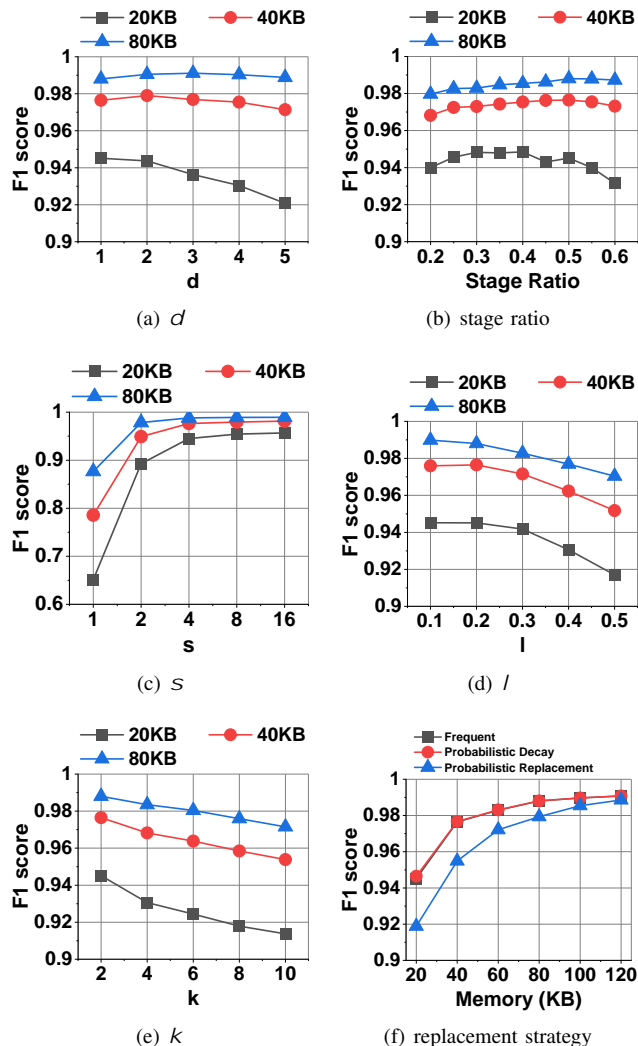 20KB 40KB
80KB
1
0.98
0.96
0.94
0.92
0.9
F1 score
1 2 3 4 5
d
(a) d
20KB 40KB
80KB
1
0.98
0.96
0.94
0.92
0.9
F1 score
0.2 0.3 0.4 0.5 0.6
Stage Ratio
(b) stage ratio
20KB 40KB
80KB
1
0.9
0.8
0.7
0.6
F1 score
1 2 4 8 16
s
(c) s
20KB 40KB
80KB
1
0.98
0.96
0.94
0.92
0.9
F1 score
0.1 0.2 0.3 0.4 0.5
l
(d) l
20KB 40KB
80KB
1
0.98
0.96
0.94
0.92
0.9
F1 score
2 4 6 8 10
k
(e) k
Frequent
Probabilistic Decay
Probabilistic Replacement
1
0.98
0.96
0.94
0.92
0.9
F1 score
20 40 60 80 100 120
Memory (KB)
(f) replacement strategy